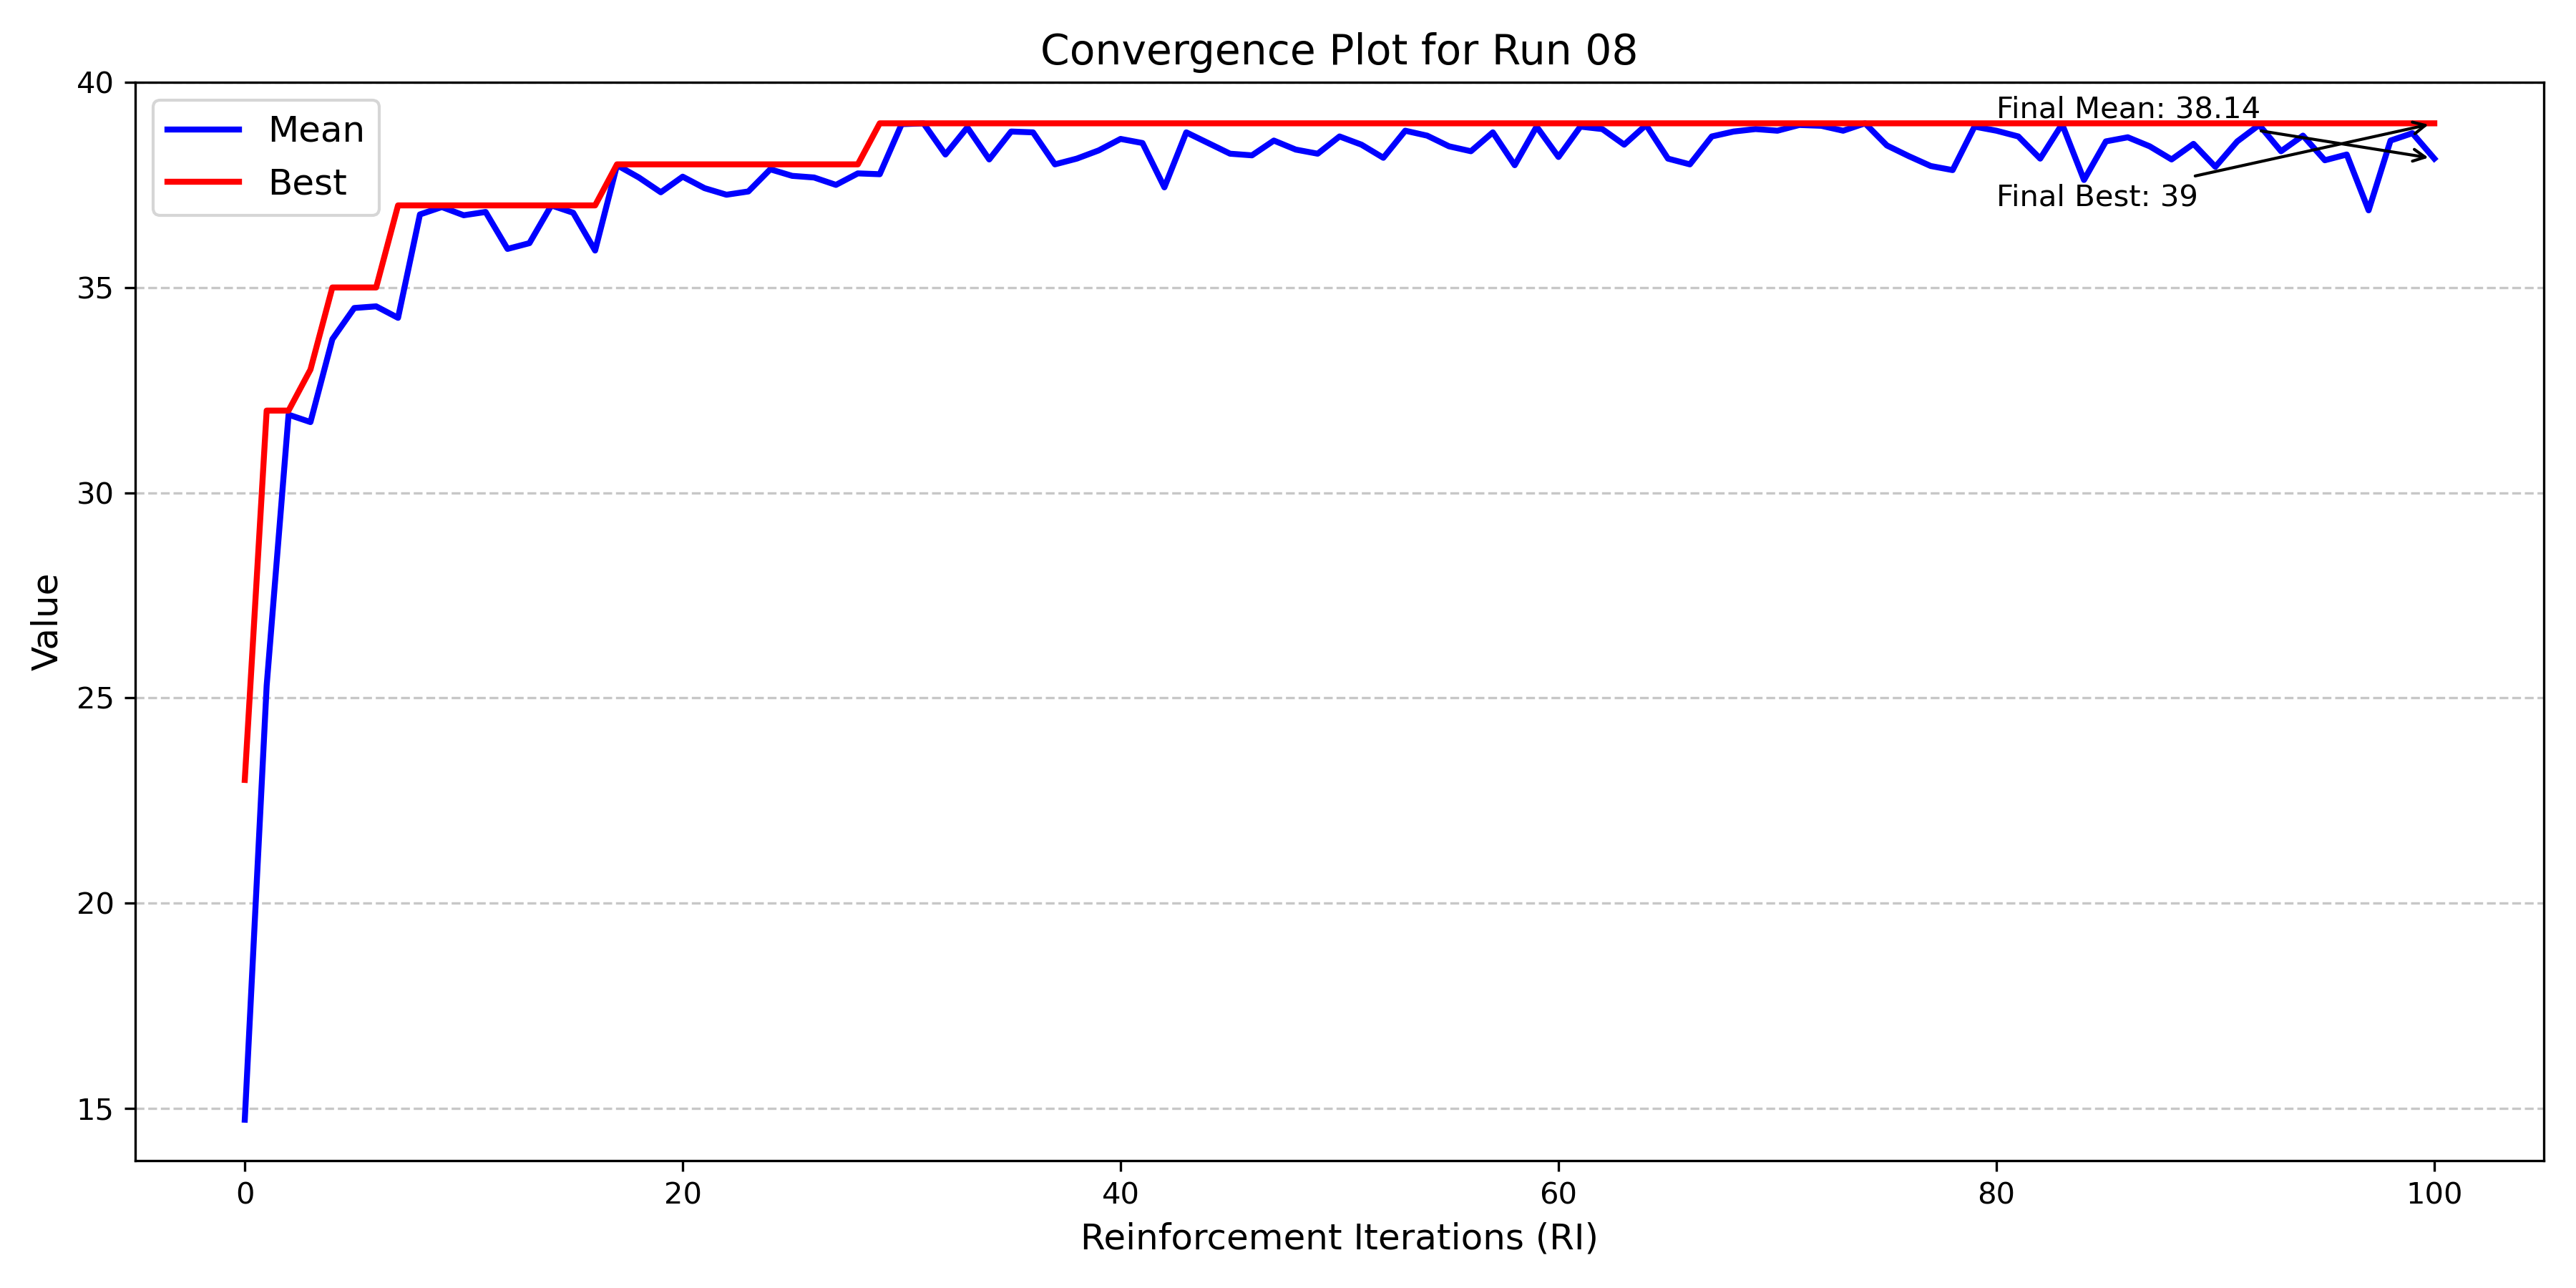 Convergence Plot for Run 08
Mean
Best
Final Mean: 38.14
Final Best: 39
Value
40
35
30
25
20
15
0 20 40 60 80 100
Reinforcement Iterations (RI)